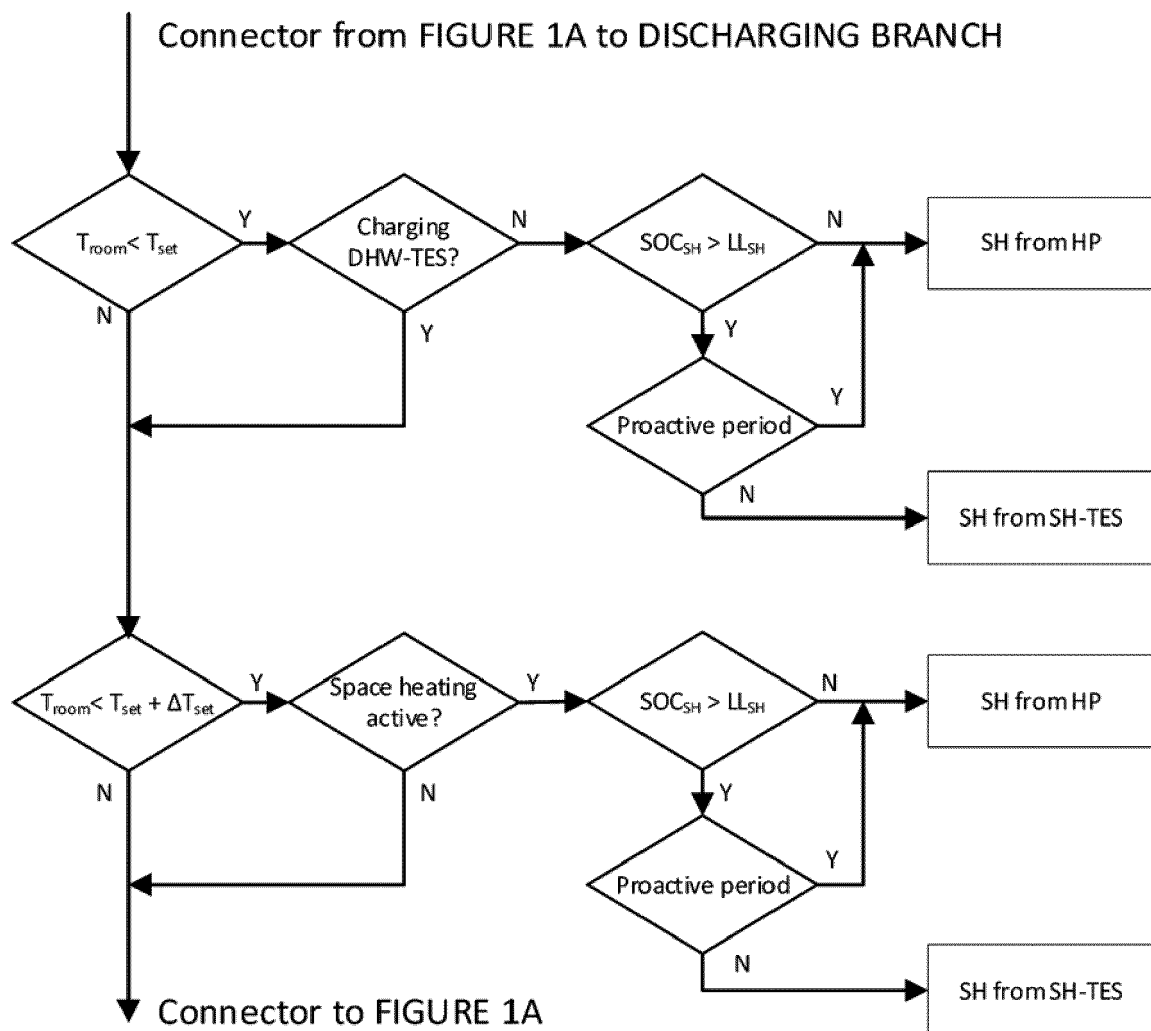 Connector from FIGURE 1A to DISCHARGING BRANCH
T_room < T_set
Y
N
Charging
DHW-TES?
N
Y
SOC_SH > LL_SH
N
Y
SH from HP
Proactive period
Y
N
SH from SH-TES
T_room < T_set + ΔT_set
Y
N
Space heating
active?
Y
N
SOC_SH > LL_SH
N
Y
SH from HP
Proactive period
Y
N
SH from SH-TES
Connector to FIGURE 1A